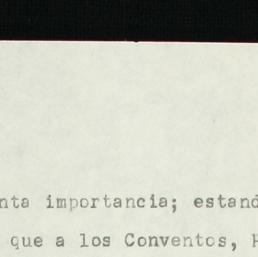 nta importancia; estand
que a los Conventos, H